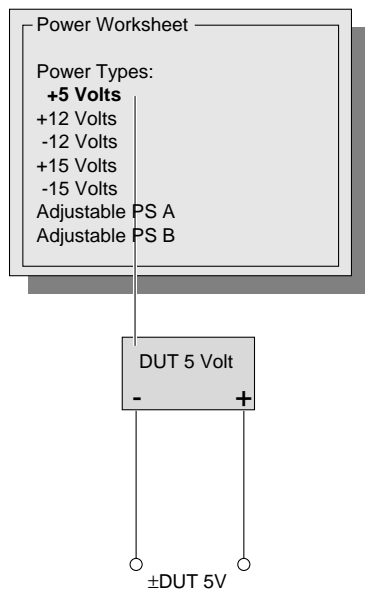 Power Worksheet
Power Types:
+5 Volts
+12 Volts
-12 Volts
+15 Volts
-15 Volts
Adjustable PS A
Adjustable PS B
DUT 5 Volt
- +
±DUT 5V